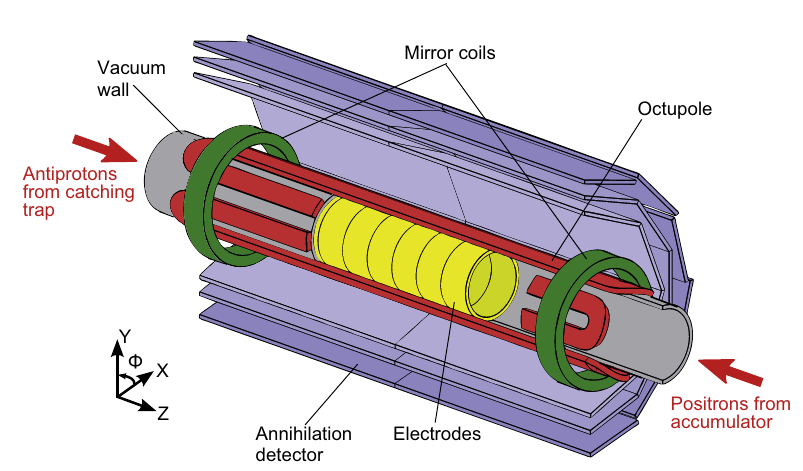 Mirror coils
Vacuum
wall
Octupole
Antiprotons
from catching
trap
Y
Φ
X
Z
Positrons from
accumulator
Annihilation
detector
Electrodes